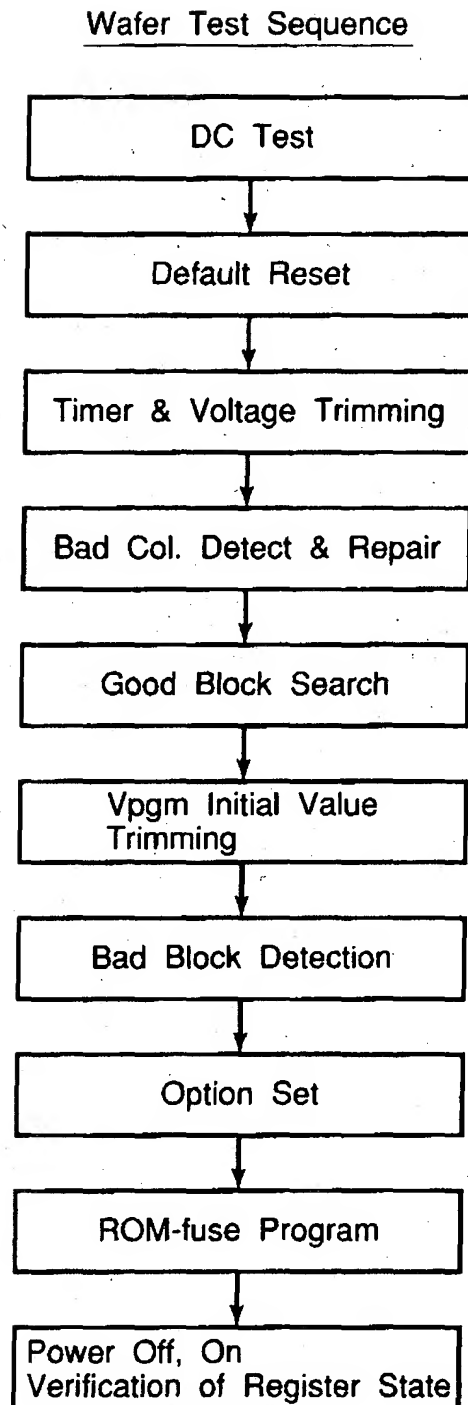 Wafer Test Sequence
DC Test
Default Reset
Timer & Voltage Trimming
Bad Col. Detect & Repair
Good Block Search
Vpgm Initial Value
Trimming
Bad Block Detection
Option Set
ROM-fuse Program
Power Off, On
Verification of Register State